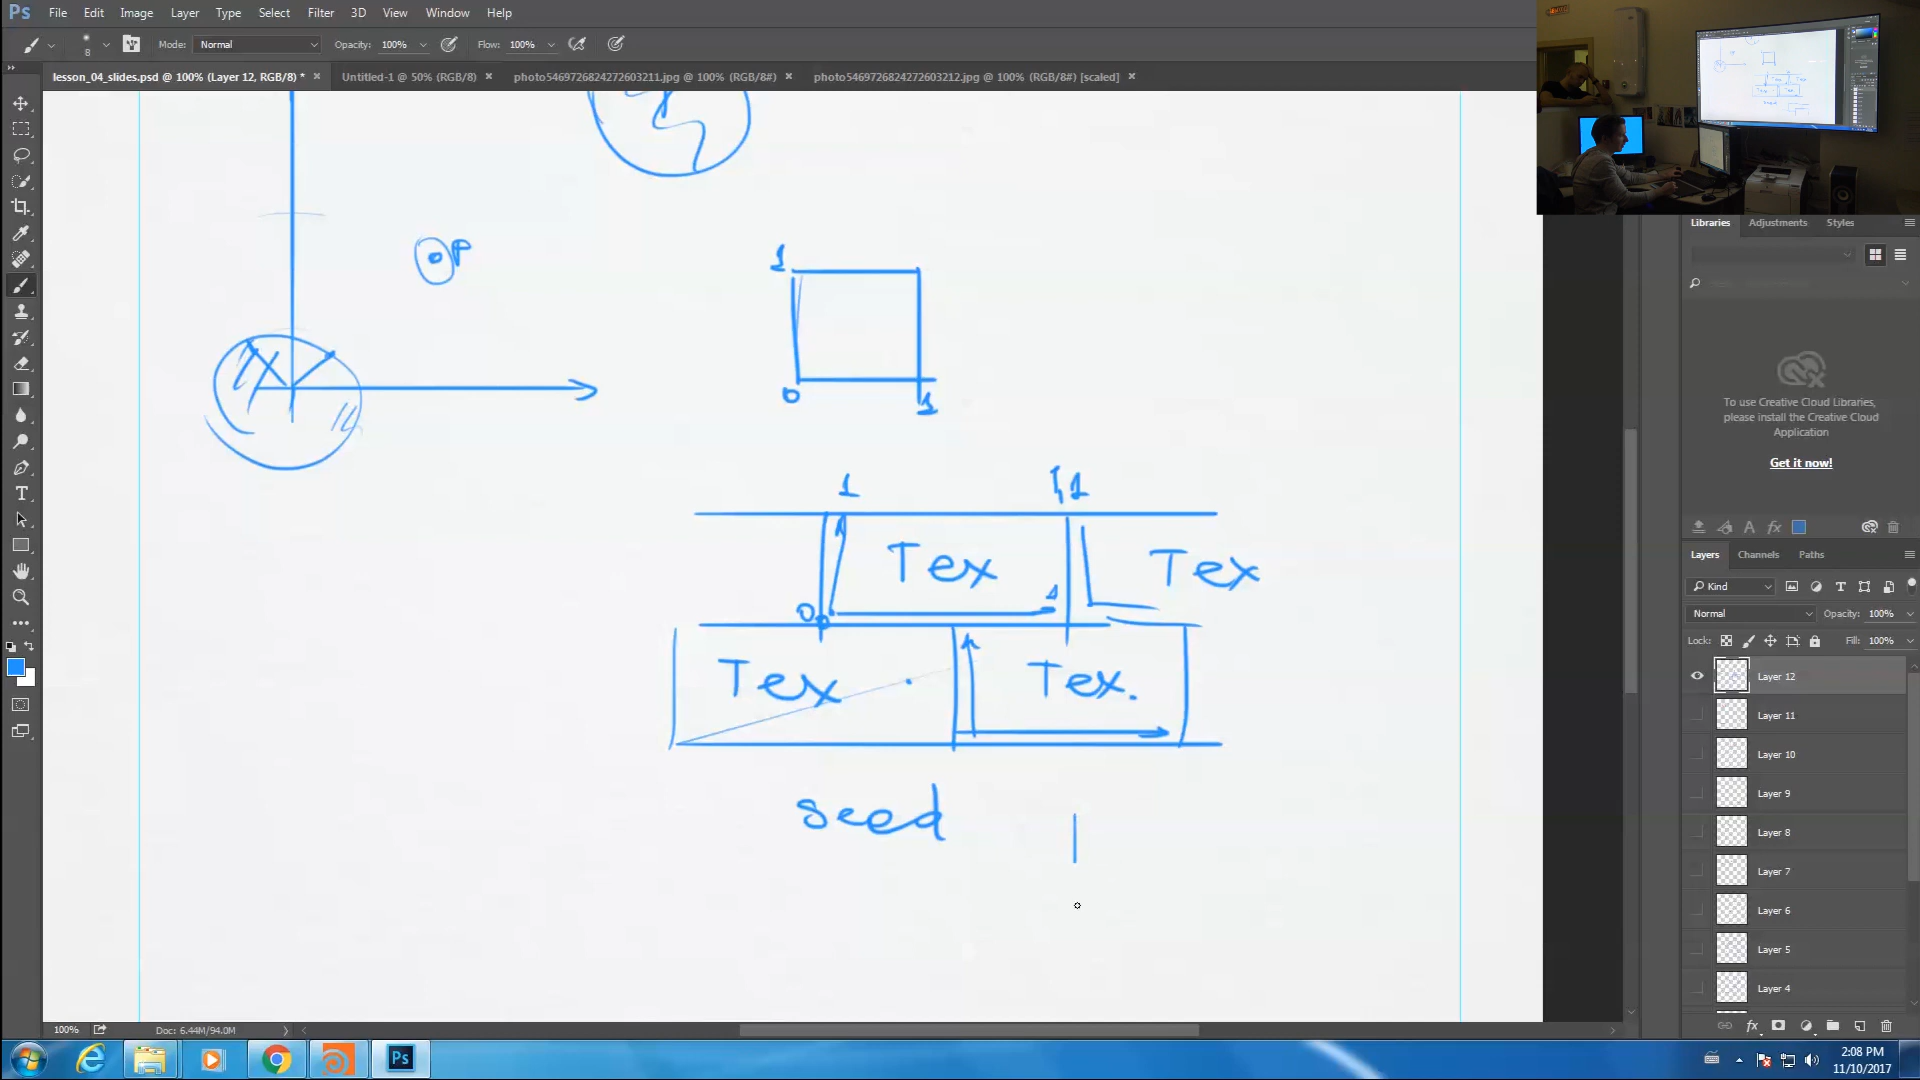 Ps File Edit Image Layer Type Select Filter 3D View Window Help
8 Mode: Normal Opacity: 100% Flow: 100%
lesson_04_slides.psd @ 100% (Layer 12, RGB/8) * × Untitled-1 @ 50% (RGB/8) × photo5469726824272603211.jpg @ 100% (RGB/8#) × photo5469726824272603212.jpg @ 100% (RGB/8#) [scaled] ×
P
1
0
1
1
1
Tex
Tex
0
1
Tex
Tex.
seed
Libraries Adjustments Styles
To use Creative Cloud Libraries,
please install the Creative Cloud
Application
Get it now!
Layers Channels Paths
Kind
Normal Opacity: 100%
Lock: Fill: 100%
Layer 12
Layer 11
Layer 10
Layer 9
Layer 8
Layer 7
Layer 6
Layer 5
Layer 4
100% Doc: 6.44M/94.0M
Ps
2:08 PM
11/10/2017